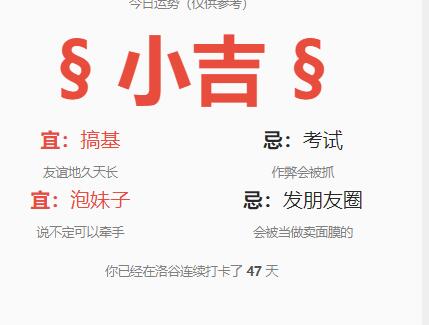 今日运势（仅供参考）
§ 小吉 §
宜：搞基 忌：考试
友谊地久天长 作弊会被抓
宜：泡妹子 忌：发朋友圈
说不定可以牵手 会被当做卖面膜的
你已经在洛谷连续打卡了 47 天